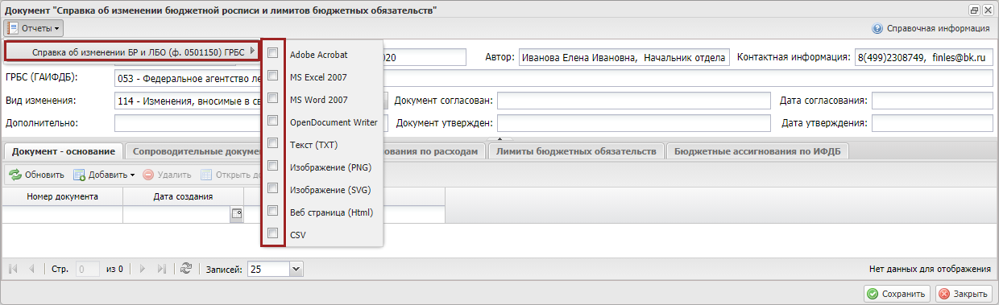 Документ "Справка об изменении бюджетной росписи и лимитов бюджетных обязательств"
Отчеты
Справочная информация
Справка об изменении БР и ЛБО (ф. 0501150) ГРБС
Adobe Acrobat
MS Excel 2007
MS Word 2007
OpenDocument Writer
Текст (TXT)
Изображение (PNG)
Изображение (SVG)
Веб страница (Html)
CSV
020
Автор: Иванова Елена Ивановна, Начальник отдела
Контактная информация: 8(499)2308749, finles@bk.ru
ГРБС (ГАИФДБ): 053 - Федеральное агентство ле
Вид изменения: 114 - Изменения, вносимые в св
Документ согласован:
Дата согласования:
Дополнительно:
Документ утвержден:
Дата утверждения:
Документ - основание
Сопроводительные докумен
ования по расходам
Лимиты бюджетных обязательств
Бюджетные ассигнования по ИФДБ
Обновить
Добавить
Удалить
Открыть до
Номер документа
Дата создания
Стр. 0 из 0
Записей: 25
Нет данных для отображения
Сохранить
Закрыть